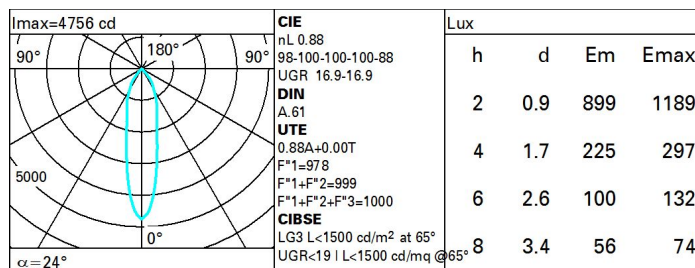 Imax=4756 cd
90°
180°
90°
5000
0°
α=24°
CIE
nL 0.88
98-100-100-100-88
UGR 16.9-16.9
DIN
A.61
UTE
0.88A+0.00T
F"1=978
F"1+F"2=999
F"1+F"2+F"3=1000
CIBSE
LG3 L<1500 cd/m² at 65°
UGR<19 | L<1500 cd/mq @65°
Lux
h d Em Emax
2 0.9 899 1189
4 1.7 225 297
6 2.6 100 132
8 3.4 56 74